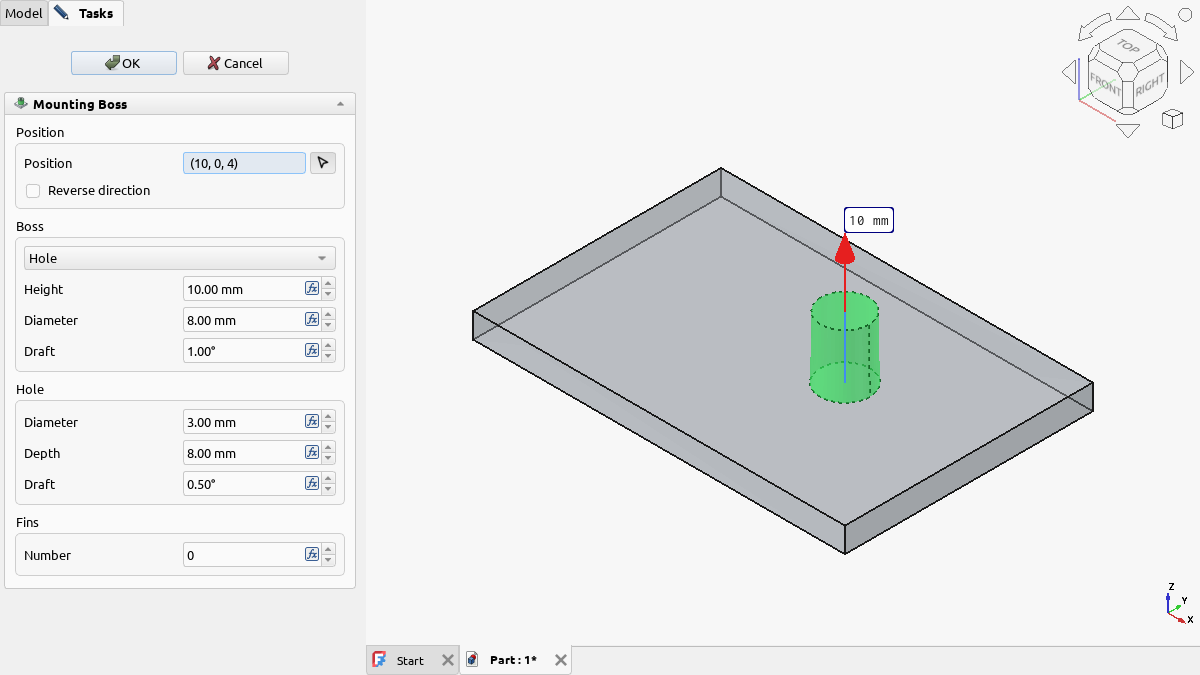 Model
Tasks
OK
Cancel
Mounting Boss
Position
Position (10, 0, 4)
Reverse direction
Boss
Hole
Height 10.00 mm
Diameter 8.00 mm
Draft 1.00°
Hole
Diameter 3.00 mm
Depth 8.00 mm
Draft 0.50°
Fins
Number 0
10 mm
TOP
FRONT
RIGHT
Z
Y
X
Start
Part : 1*